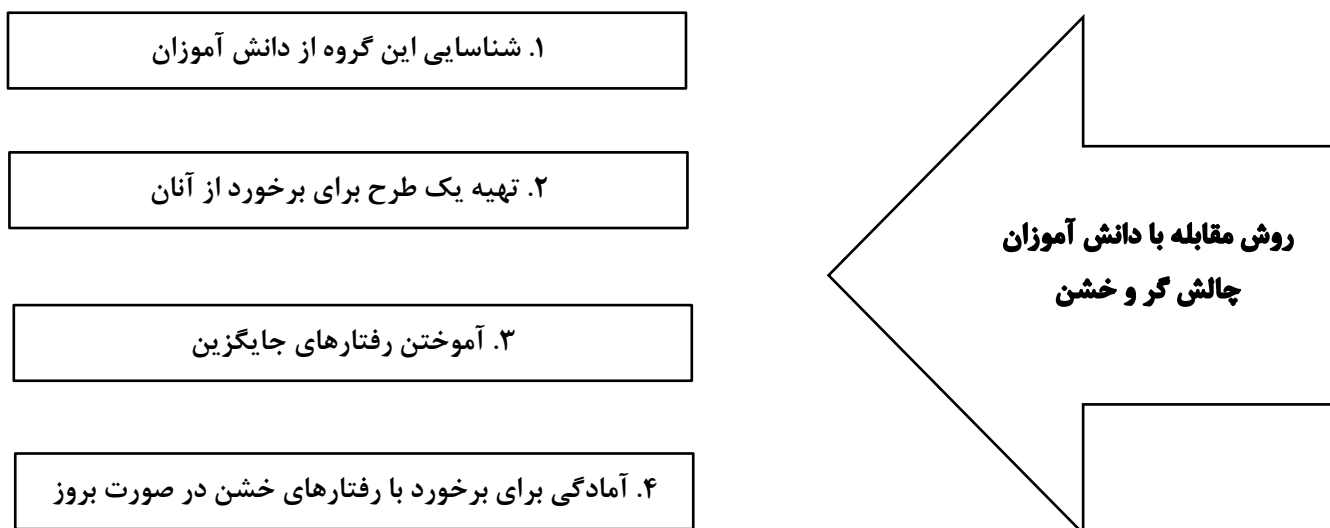 روش مقابله با دانش آموزان
چالش گر و خشن
۱. شناسایی این گروه از دانش آموزان
۲. تهیه یک طرح برای برخورد از آنان
۳. آموختن رفتارهای جایگزین
۴. آمادگی برای برخورد با رفتارهای خشن در صورت بروز